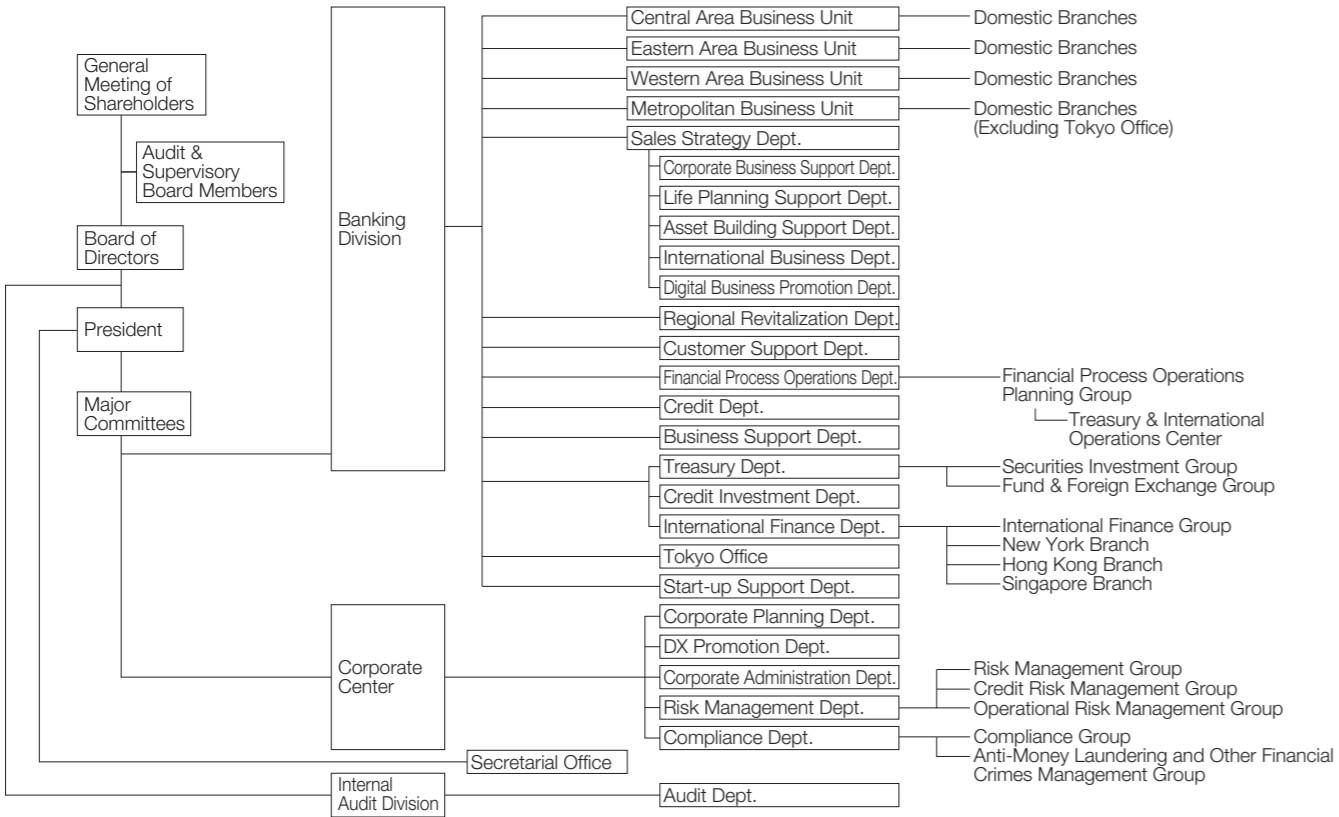 General
Meeting of
Shareholders
Audit &
Supervisory
Board Members
Board of
Directors
President
Major
Committees
Banking
Division
Central Area Business Unit
Domestic Branches
Eastern Area Business Unit
Domestic Branches
Western Area Business Unit
Domestic Branches
Metropolitan Business Unit
Domestic Branches
(Excluding Tokyo Office)
Sales Strategy Dept.
Corporate Business Support Dept.
Life Planning Support Dept.
Asset Building Support Dept.
International Business Dept.
Digital Business Promotion Dept.
Regional Revitalization Dept.
Customer Support Dept.
Financial Process Operations Dept.
Financial Process Operations
Planning Group
Treasury & International
Operations Center
Credit Dept.
Business Support Dept.
Treasury Dept.
Securities Investment Group
Fund & Foreign Exchange Group
Credit Investment Dept.
International Finance Dept.
International Finance Group
New York Branch
Hong Kong Branch
Singapore Branch
Tokyo Office
Start-up Support Dept.
Corporate
Center
Corporate Planning Dept.
DX Promotion Dept.
Corporate Administration Dept.
Risk Management Dept.
Risk Management Group
Credit Risk Management Group
Operational Risk Management Group
Compliance Dept.
Compliance Group
Anti-Money Laundering and Other Financial
Crimes Management Group
Secretarial Office
Internal
Audit Division
Audit Dept.